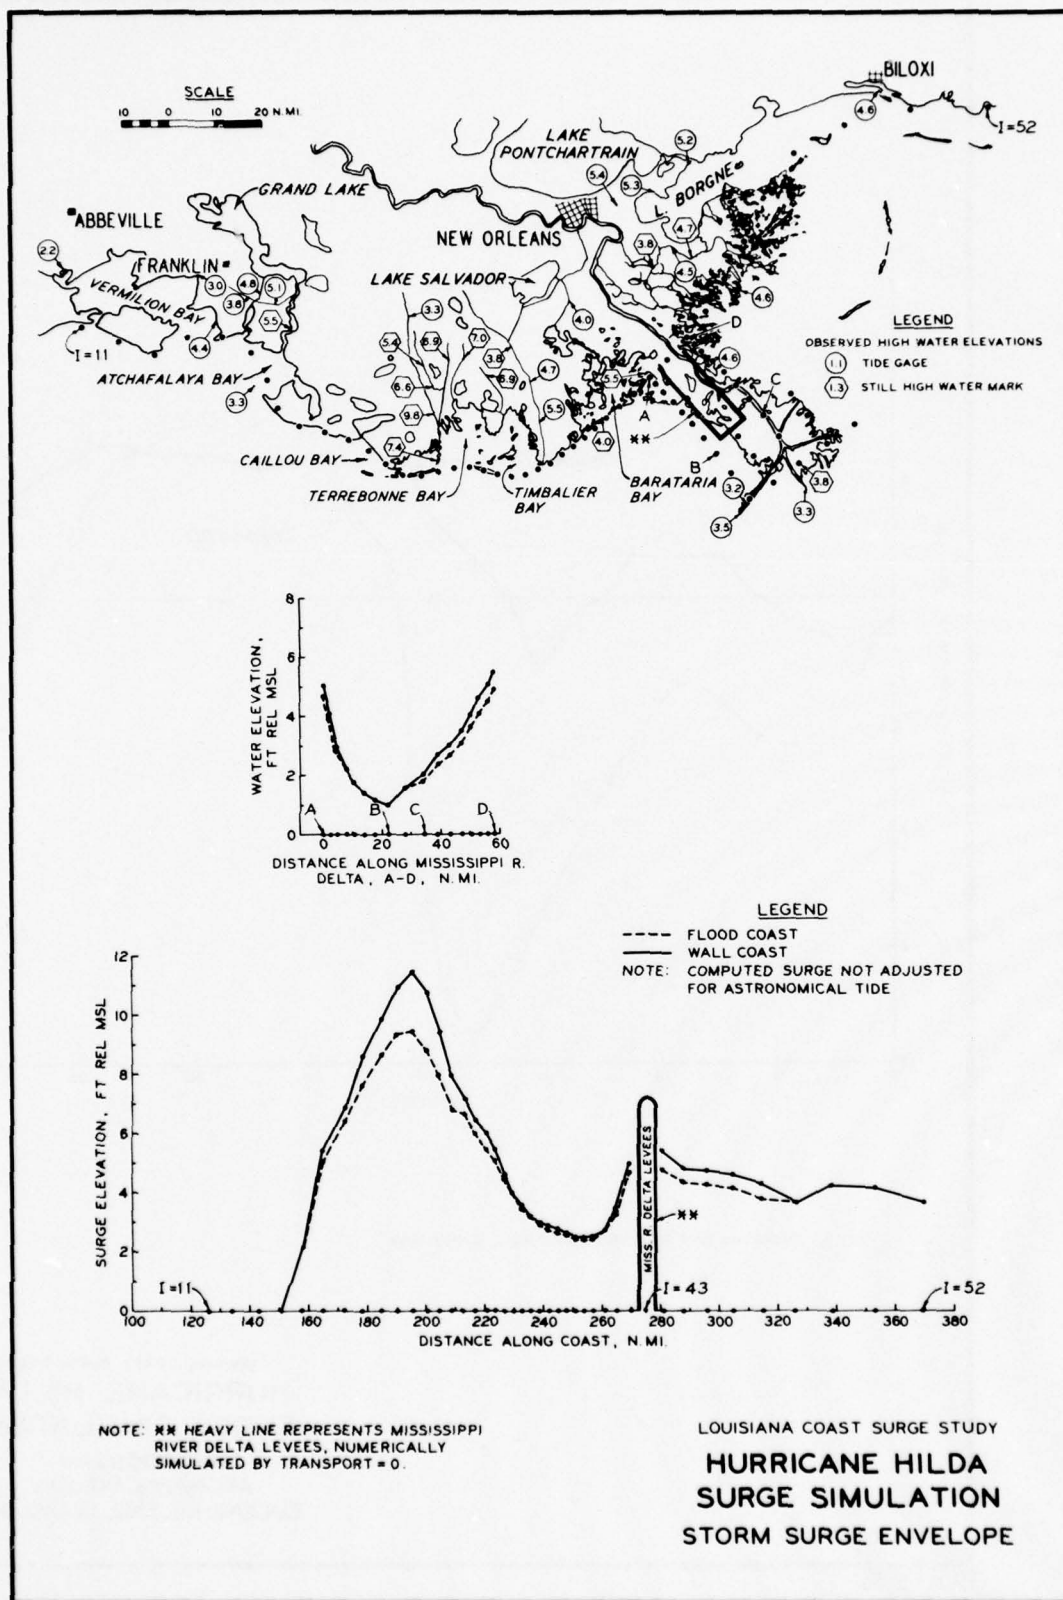 SCALE
10 0 10 20 N.MI.
BILOXI
4.6
I=52
LAKE
PONTCHARTRAIN
5.2
5.4
5.3
L. BORGNE
GRAND LAKE
ABBEVILLE
NEW ORLEANS
4.7
3.8
4.5
4.6
2.2
FRANKLIN
3.0
4.8
5.1
3.8
5.5
VERMILION BAY
LAKE SALVADOR
3.3
4.0
D
I=11
4.4
5.4
6.9
7.0
3.8
4.7
5.5
4.6
C
ATCHAFALAYA BAY
3.3
6.6
6.9
9.8
5.5
A
**
7.4
4.0
B
CAILLOU BAY
TERREBONNE BAY
TIMBALIER
BAY
BARATARIA
BAY
3.2
3.8
3.5
3.3
LEGEND
OBSERVED HIGH WATER ELEVATIONS
1.1 TIDE GAGE
1.3 STILL HIGH WATER MARK
WATER ELEVATION,
FT REL MSL
8
6
4
2
0
A
B
C
D
0 20 40 60
DISTANCE ALONG MISSISSIPPI R.
DELTA, A-D, N.MI.
LEGEND
FLOOD COAST
WALL COAST
NOTE: COMPUTED SURGE NOT ADJUSTED
FOR ASTRONOMICAL TIDE
SURGE ELEVATION, FT REL MSL
12
10
8
6
4
2
0
MISS. R. DELTA LEVEES
**
I=11
I=43
I=52
100 120 140 160 180 200 220 240 260 280 300 320 340 360 380
DISTANCE ALONG COAST, N.MI.
NOTE: ** HEAVY LINE REPRESENTS MISSISSIPPI
RIVER DELTA LEVEES, NUMERICALLY
SIMULATED BY TRANSPORT = 0.
LOUISIANA COAST SURGE STUDY
HURRICANE HILDA
SURGE SIMULATION
STORM SURGE ENVELOPE